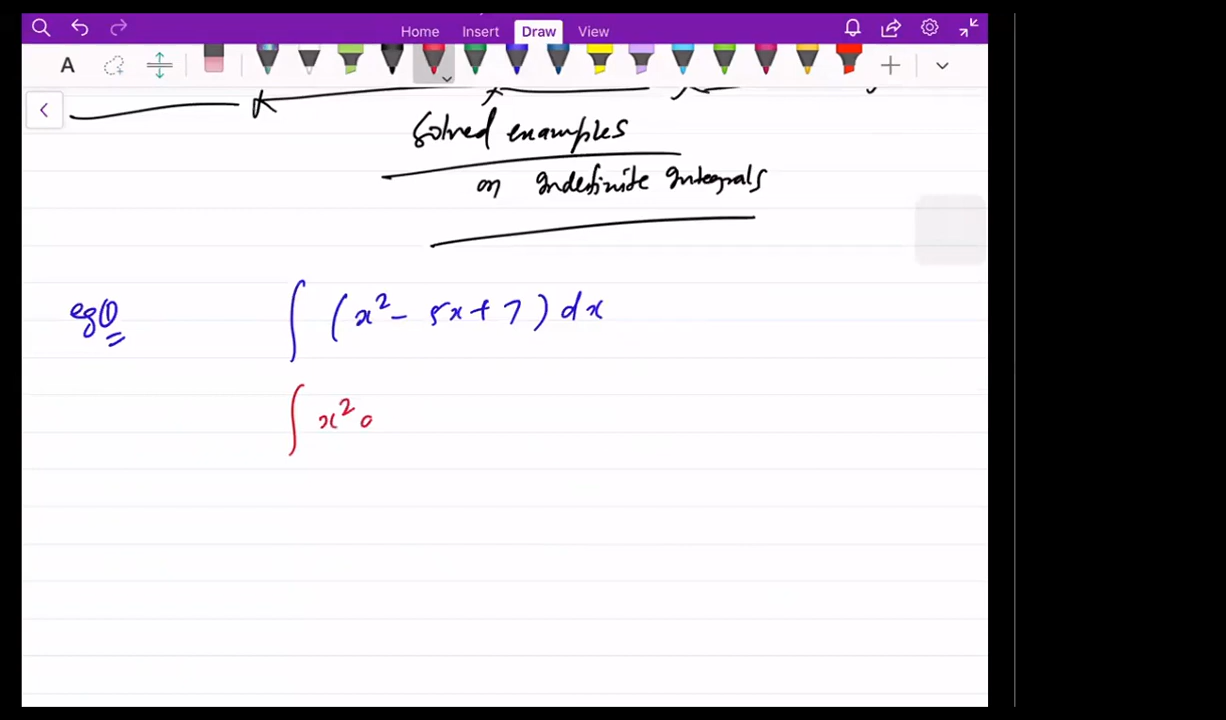 Home Insert Draw View
A
Solved examples
on Indefinite Integrals
eg① ∫ (x² - 5x + 7) dx
∫ x²